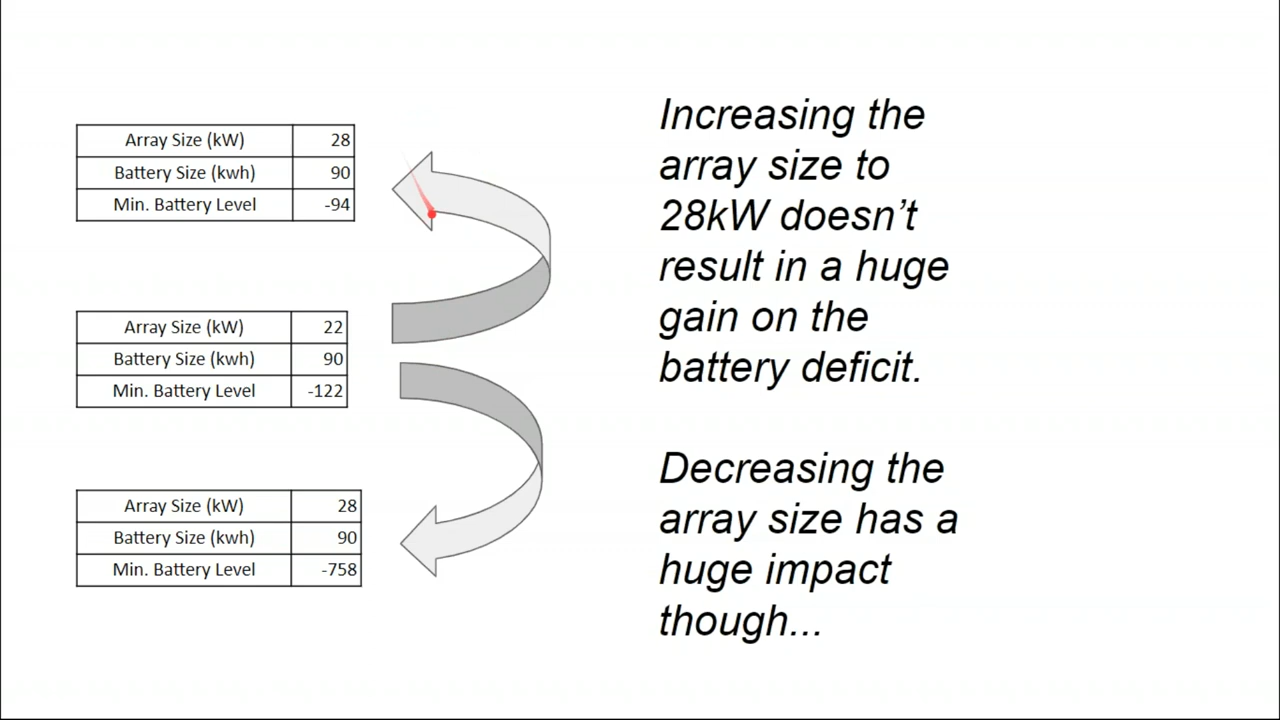 Array Size (kW) 28
Battery Size (kwh) 90
Min. Battery Level -94
Array Size (kW) 22
Battery Size (kwh) 90
Min. Battery Level -122
Array Size (kW) 28
Battery Size (kwh) 90
Min. Battery Level -758
Increasing the
array size to
28kW doesn’t
result in a huge
gain on the
battery deficit.
Decreasing the
array size has a
huge impact
though...